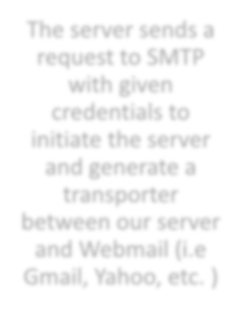 The server sends a
request to SMTP
with given
credentials to
initiate the server
and generate a
transporter
between our server
and Webmail (i.e
Gmail, Yahoo, etc. )